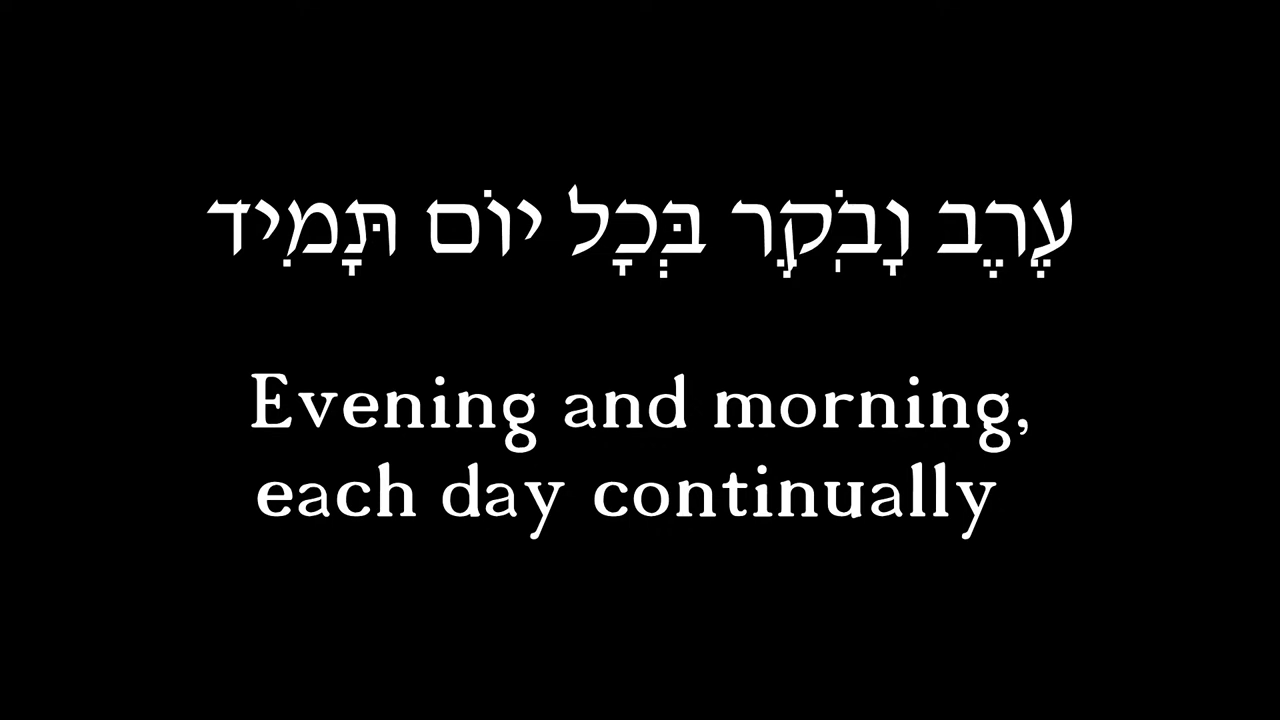 עֶרֶב וָבֹֽקֶר בְּכָל יוֹם תָּמִיד
Evening and morning,
each day continually